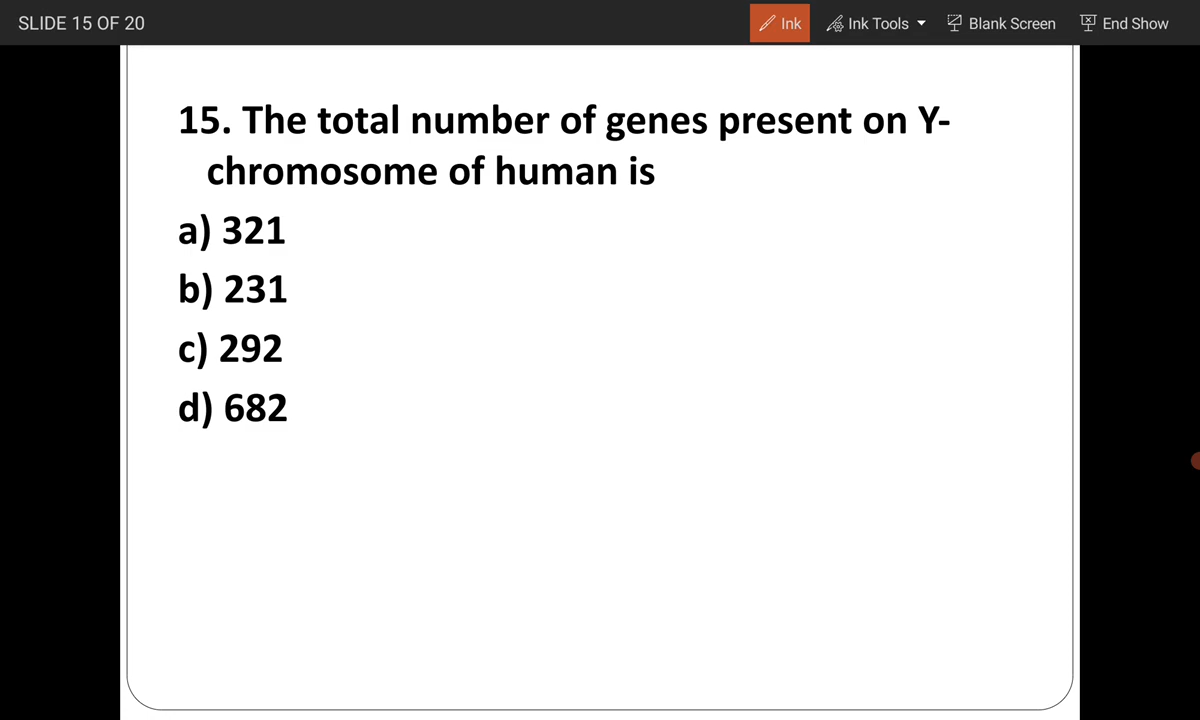 SLIDE 15 OF 20
Ink
Ink Tools
Blank Screen
End Show
15. The total number of genes present on Y-
chromosome of human is
a) 321
b) 231
c) 292
d) 682